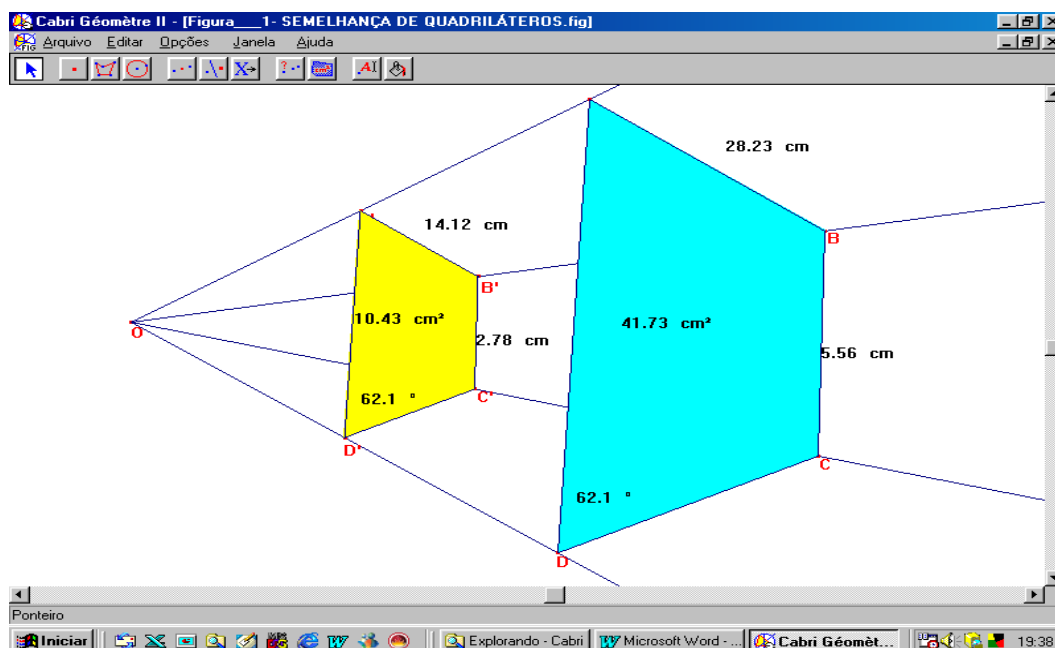 Cabri Géomètre II - [Figura___1- SEMELHANÇA DE QUADRILÁTEROS.fig]
Arquivo Editar Opções Janela Ajuda
28.23 cm
14.12 cm
B
B'
10.43 cm²
41.73 cm²
O
2.78 cm
5.56 cm
62.1 °
C'
D'
C
62.1 °
D
Ponteiro
Iniciar
Explorando - Cabri
Microsoft Word - ...
Cabri Géomèt...
19:38